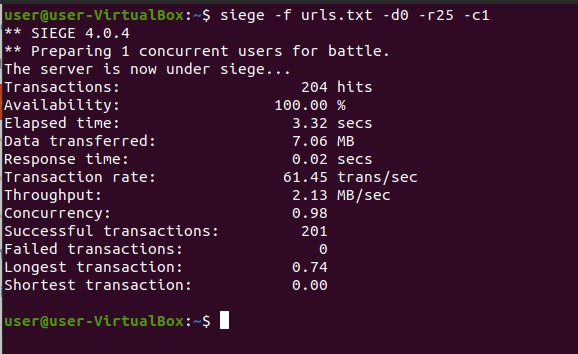 user@user-VirtualBox:~$ siege -f urls.txt -d0 -r25 -c1
** SIEGE 4.0.4
** Preparing 1 concurrent users for battle.
The server is now under siege...
Transactions: 204 hits
Availability: 100.00 %
Elapsed time: 3.32 secs
Data transferred: 7.06 MB
Response time: 0.02 secs
Transaction rate: 61.45 trans/sec
Throughput: 2.13 MB/sec
Concurrency: 0.98
Successful transactions: 201
Failed transactions: 0
Longest transaction: 0.74
Shortest transaction: 0.00
user@user-VirtualBox:~$